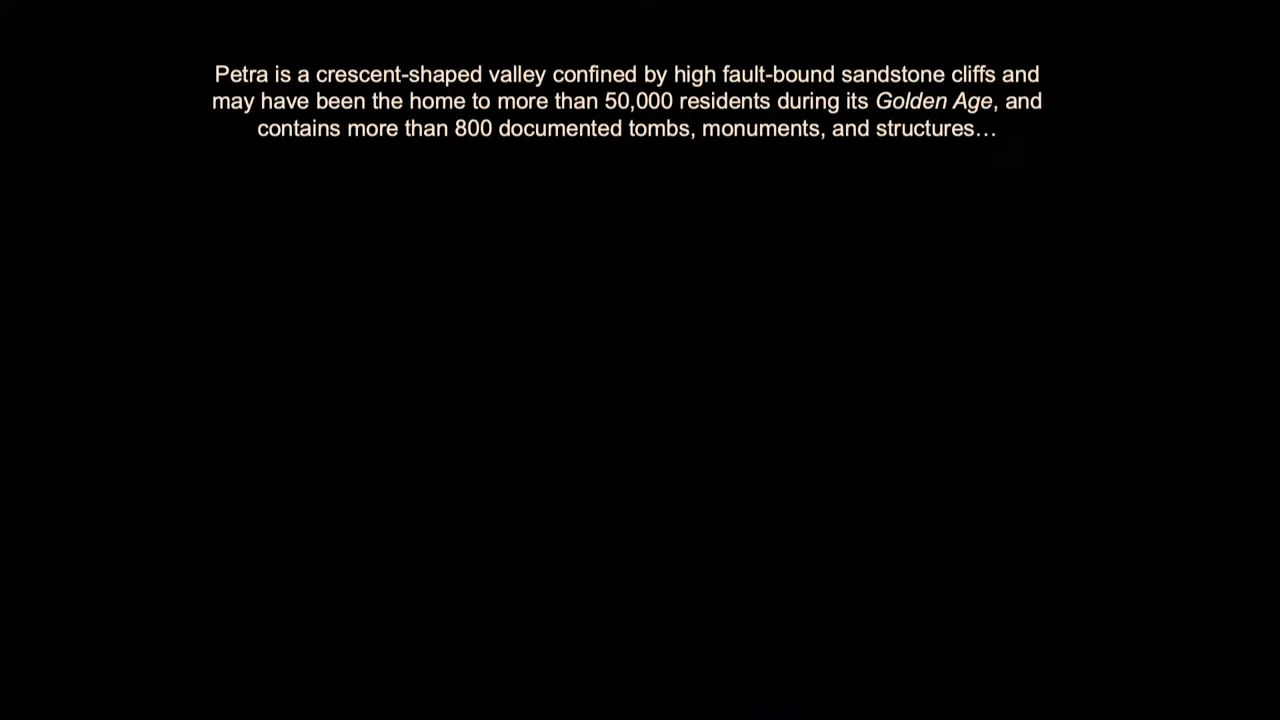 Petra is a crescent-shaped valley confined by high fault-bound sandstone cliffs and
may have been the home to more than 50,000 residents during its Golden Age, and
contains more than 800 documented tombs, monuments, and structures…